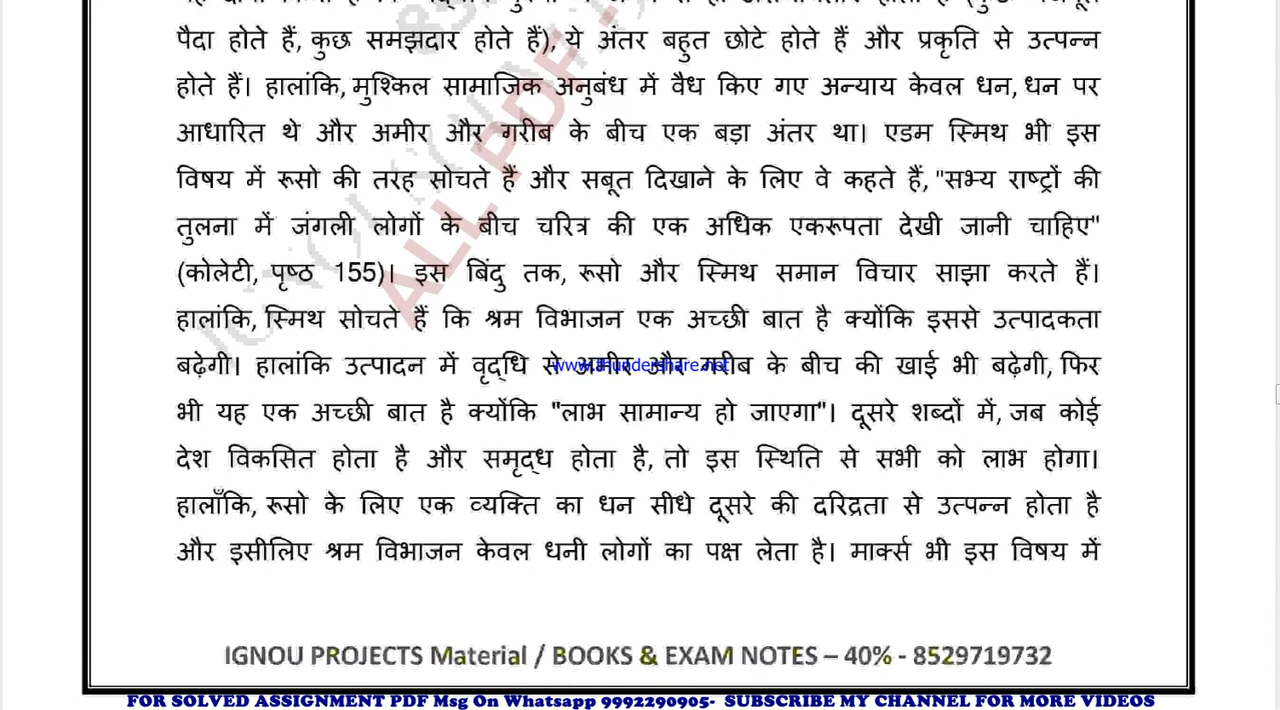 पैदा होते हैं, कुछ समझदार होते हैं), ये अंतर बहुत छोटे होते हैं और प्रकृति से उत्पन्न
होते हैं। हालांकि, मुश्किल सामाजिक अनुबंध में वैध किए गए अन्याय केवल धन, धन पर
आधारित थे और अमीर और गरीब के बीच एक बड़ा अंतर था। एडम स्मिथ भी इस
विषय में रूसो की तरह सोचते हैं और सबूत दिखाने के लिए वे कहते हैं, "सभ्य राष्ट्रों की
तुलना में जंगली लोगों के बीच चरित्र की एक अधिक एकरूपता देखी जानी चाहिए"
(कोलेटी, पृष्ठ 155)। इस बिंदु तक, रूसो और स्मिथ समान विचार साझा करते हैं।
हालांकि, स्मिथ सोचते हैं कि श्रम विभाजन एक अच्छी बात है क्योंकि इससे उत्पादकता
बढ़ेगी। हालांकि उत्पादन में वृद्धि से अमीर और गरीब के बीच की खाई भी बढ़ेगी, फिर
www.thundershare.net
भी यह एक अच्छी बात है क्योंकि "लाभ सामान्य हो जाएगा"। दूसरे शब्दों में, जब कोई
देश विकसित होता है और समृद्ध होता है, तो इस स्थिति से सभी को लाभ होगा।
हालाँकि, रूसो के लिए एक व्यक्ति का धन सीधे दूसरे की दरिद्रता से उत्पन्न होता है
और इसीलिए श्रम विभाजन केवल धनी लोगों का पक्ष लेता है। मार्क्स भी इस विषय में
ALL PDF
IGNOU PROJECTS Material / BOOKS & EXAM NOTES – 40% - 8529719732
FOR SOLVED ASSIGNMENT PDF Msg On Whatsapp 9992290905- SUBSCRIBE MY CHANNEL FOR MORE VIDEOS